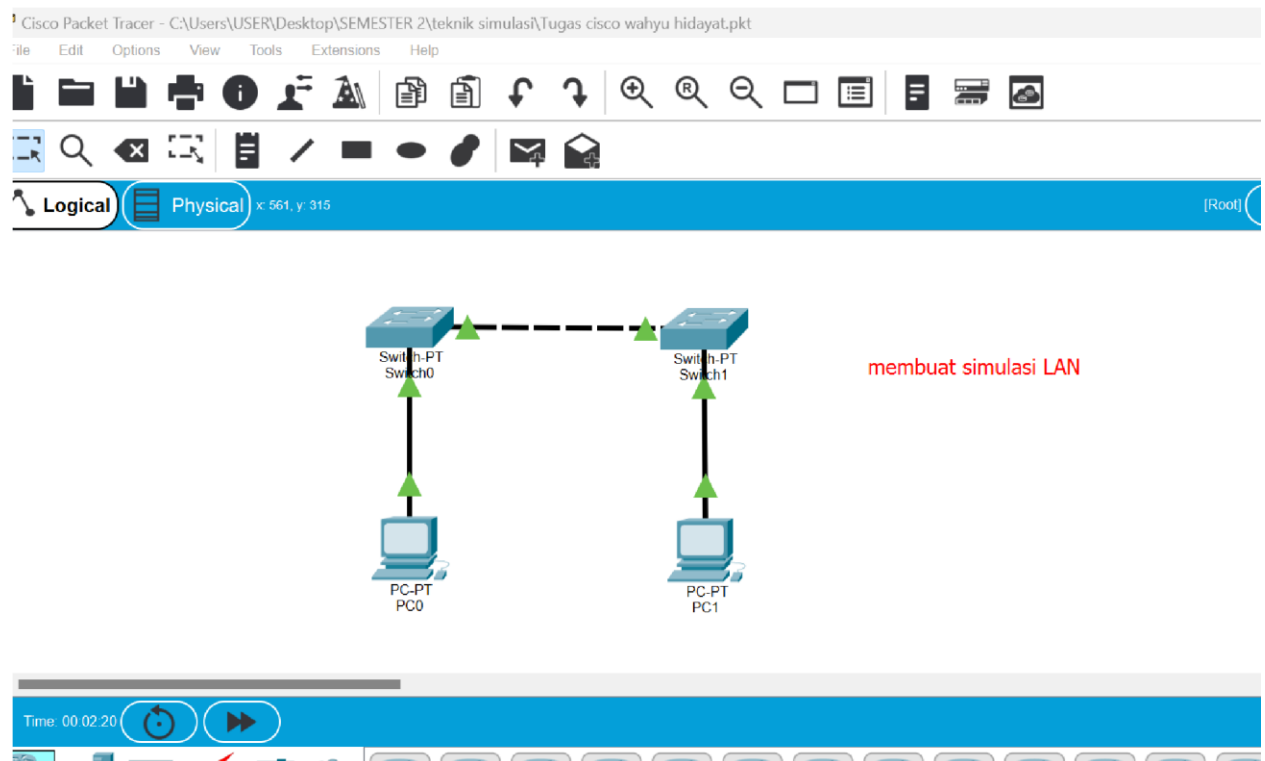 Cisco Packet Tracer - C:\Users\USER\Desktop\SEMESTER 2\teknik simulasi\Tugas cisco wahyu hidayat.pkt
File Edit Options View Tools Extensions Help
Logical Physical x: 561, y: 315 [Root]
Switch-PT
Switch0
Switch-PT
Switch1
membuat simulasi LAN
PC-PT
PC0
PC-PT
PC1
Time: 00:02:20